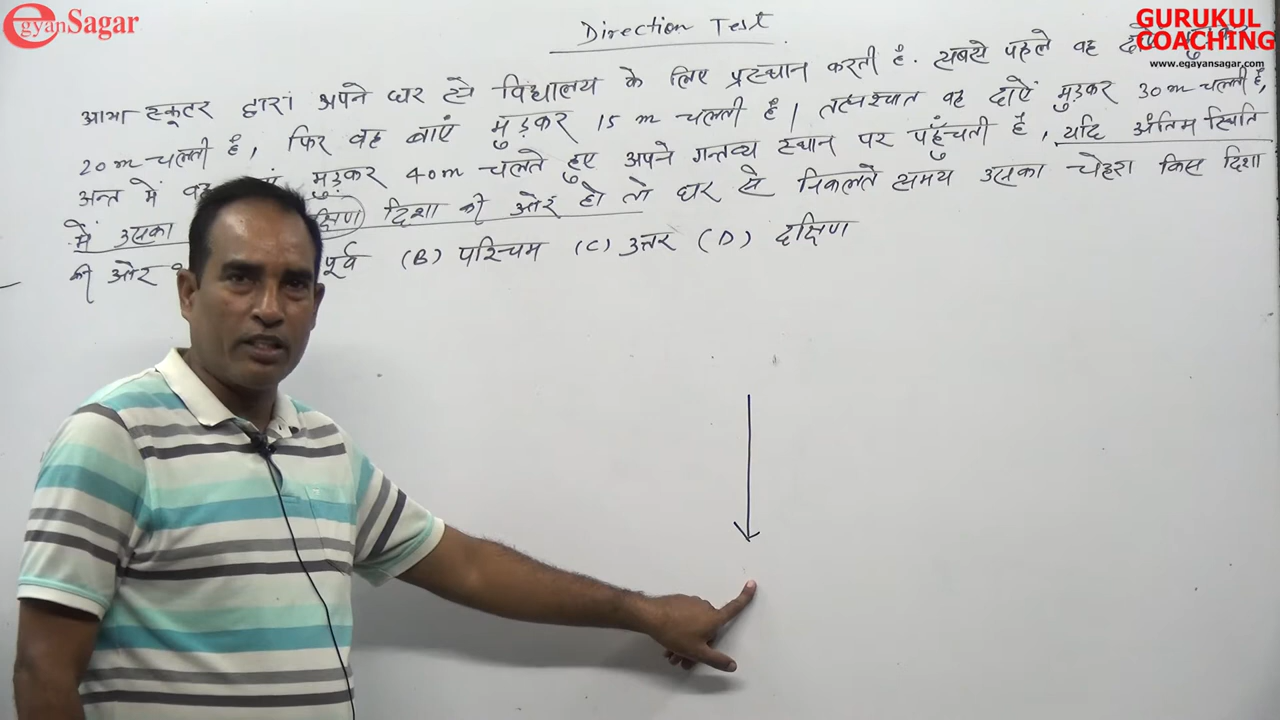 egyanSagar
Direction Test
GURUKUL
COACHING
www.egayansagar.com
आभा स्कूटर द्वारा अपने घर से विद्यालय के लिए प्रस्थान करती है. सबसे पहले वह
20 m चलती है, फिर वह बाएं मुड़कर 15 m चलती है। तत्पश्चात वह दाएं मुड़कर 30 m चलती है,
अन्त में वह मुड़कर 40 m चलते हुए अपने गन्तव्य स्थान पर पहुँचती है, यदि अंतिम स्थिति
में उसका दिशा की ओर हो तो घर से निकलते समय उसका चेहरा किस दिशा
की ओर पूर्व (B) पश्चिम (C) उत्तर (D) दक्षिण